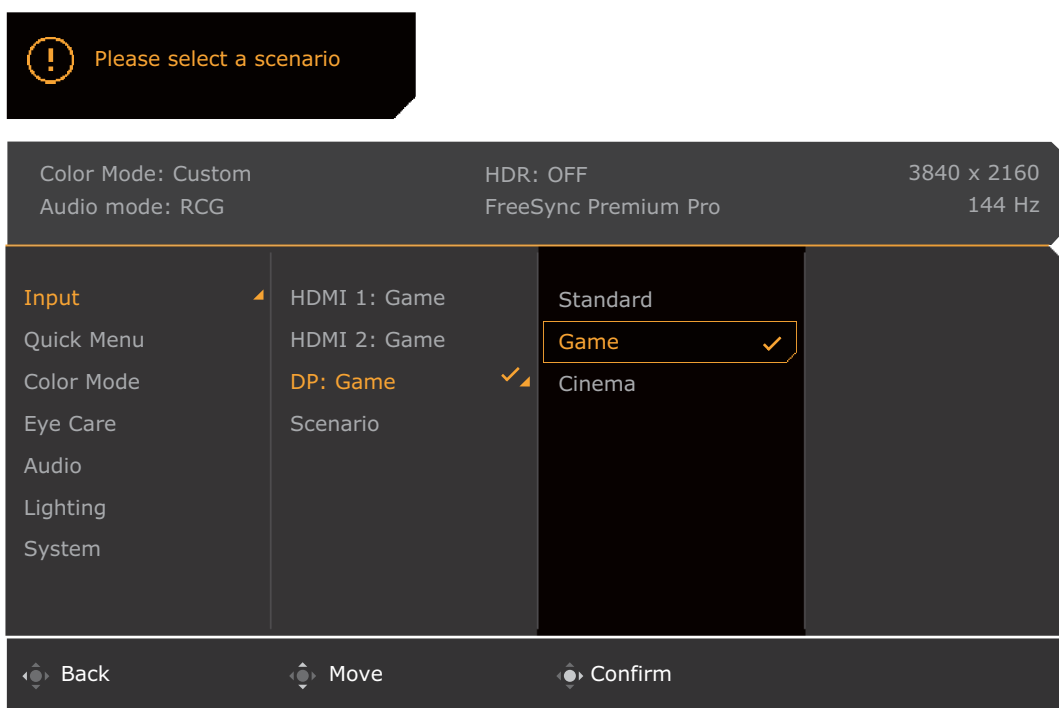 Please select a scenario
Color Mode: Custom
Audio mode: RCG
HDR: OFF
FreeSync Premium Pro
3840 x 2160
144 Hz
Input
Quick Menu
Color Mode
Eye Care
Audio
Lighting
System
HDMI 1: Game
HDMI 2: Game
DP: Game
Scenario
Standard
Game
Cinema
Back
Move
Confirm